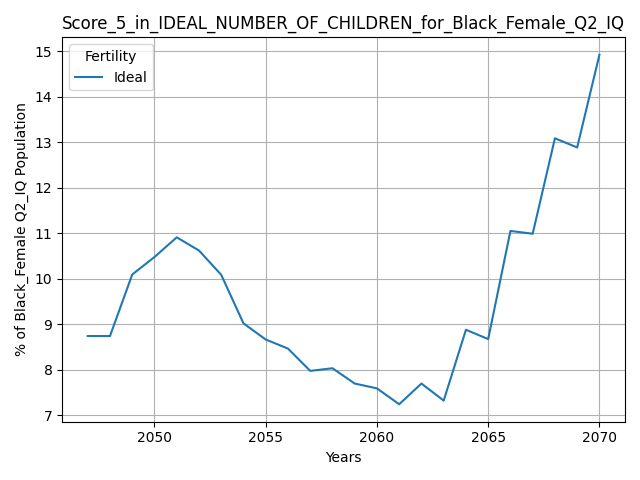 Score_5_in_IDEAL_NUMBER_OF_CHILDREN_for_Black_Female_Q2_IQ
Fertility
Ideal
% of Black_Female Q2_IQ Population
15
14
13
12
11
10
9
8
7
2050 2055 2060 2065 2070
Years